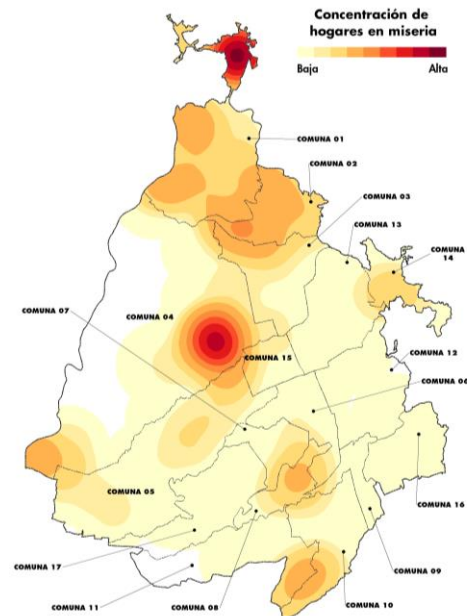 Concentración de
hogares en miseria
Baja
Alta
COMUNA 01
COMUNA 02
COMUNA 03
COMUNA 13
COMUNA
14
COMUNA 07
COMUNA 04
COMUNA 15
COMUNA 12
COMUNA 06
COMUNA 05
COMUNA 16
COMUNA 17
COMUNA 09
COMUNA 11
COMUNA 08
COMUNA 10